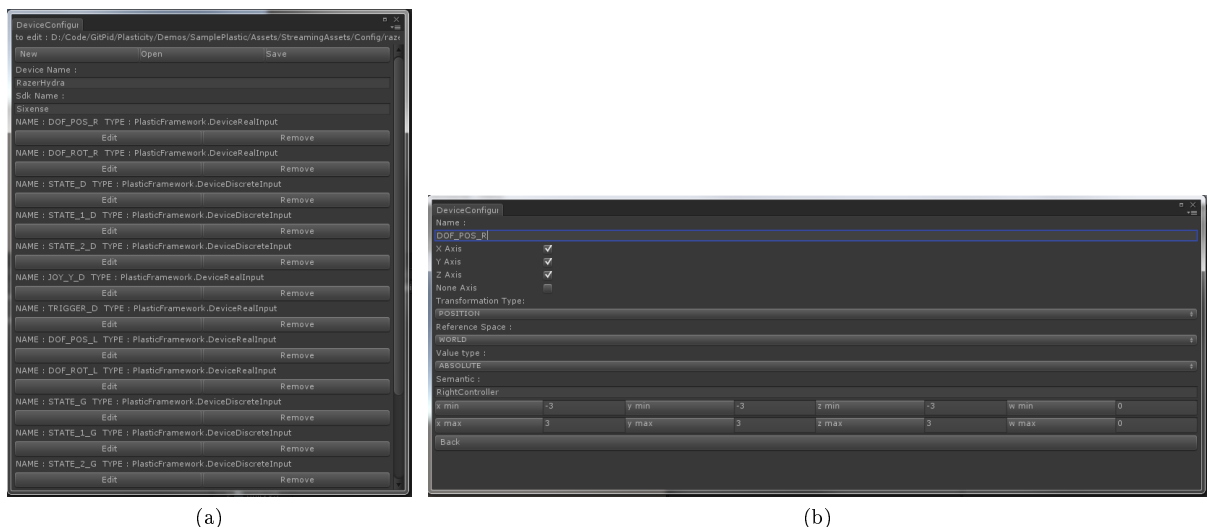 DeviceConfigur
to edit : D:/Code/GitPid/Plasticity/Demos/SamplePlastic/Assets/StreamingAssets/Config/raze
New Open Save
Device Name :
RazerHydra
Sdk Name :
Sixense
NAME : DOF_POS_R TYPE : PlasticFramework.DeviceRealInput
Edit Remove
NAME : DOF_ROT_R TYPE : PlasticFramework.DeviceRealInput
Edit Remove
NAME : STATE_D TYPE : PlasticFramework.DeviceDiscreteInput
Edit Remove
NAME : STATE_1_D TYPE : PlasticFramework.DeviceDiscreteInput
Edit Remove
NAME : STATE_2_D TYPE : PlasticFramework.DeviceDiscreteInput
Edit Remove
NAME : JOY_Y_D TYPE : PlasticFramework.DeviceRealInput
Edit Remove
NAME : TRIGGER_D TYPE : PlasticFramework.DeviceRealInput
Edit Remove
NAME : DOF_POS_L TYPE : PlasticFramework.DeviceRealInput
Edit Remove
NAME : DOF_ROT_L TYPE : PlasticFramework.DeviceRealInput
Edit Remove
NAME : STATE_G TYPE : PlasticFramework.DeviceDiscreteInput
Edit Remove
NAME : STATE_1_G TYPE : PlasticFramework.DeviceDiscreteInput
Edit Remove
NAME : STATE_2_G TYPE : PlasticFramework.DeviceDiscreteInput
Edit Remove
(a)
DeviceConfigur
Name :
DOF_POS_R
X Axis
Y Axis
Z Axis
None Axis
Transformation Type:
POSITION
Reference Space :
WORLD
Value type :
ABSOLUTE
Semantic :
RightController
x min -3 y min -3 z min -3 w min 0
x max 3 y max 3 z max 3 w max 0
Back
(b)